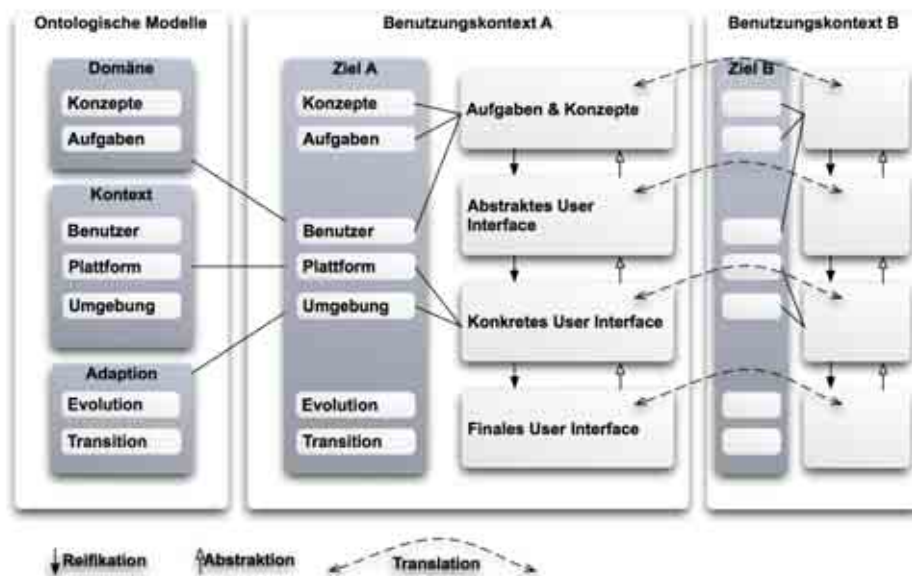 Ontologische Modelle
Domäne
Konzepte
Aufgaben
Kontext
Benutzer
Plattform
Umgebung
Adaption
Evolution
Transition
Benutzungskontext A
Ziel A
Konzepte
Aufgaben
Benutzer
Plattform
Umgebung
Evolution
Transition
Aufgaben & Konzepte
Abstraktes User
Interface
Konkretes User Interface
Finales User Interface
Benutzungskontext B
Ziel B
Reifikation
Abstraktion
Translation